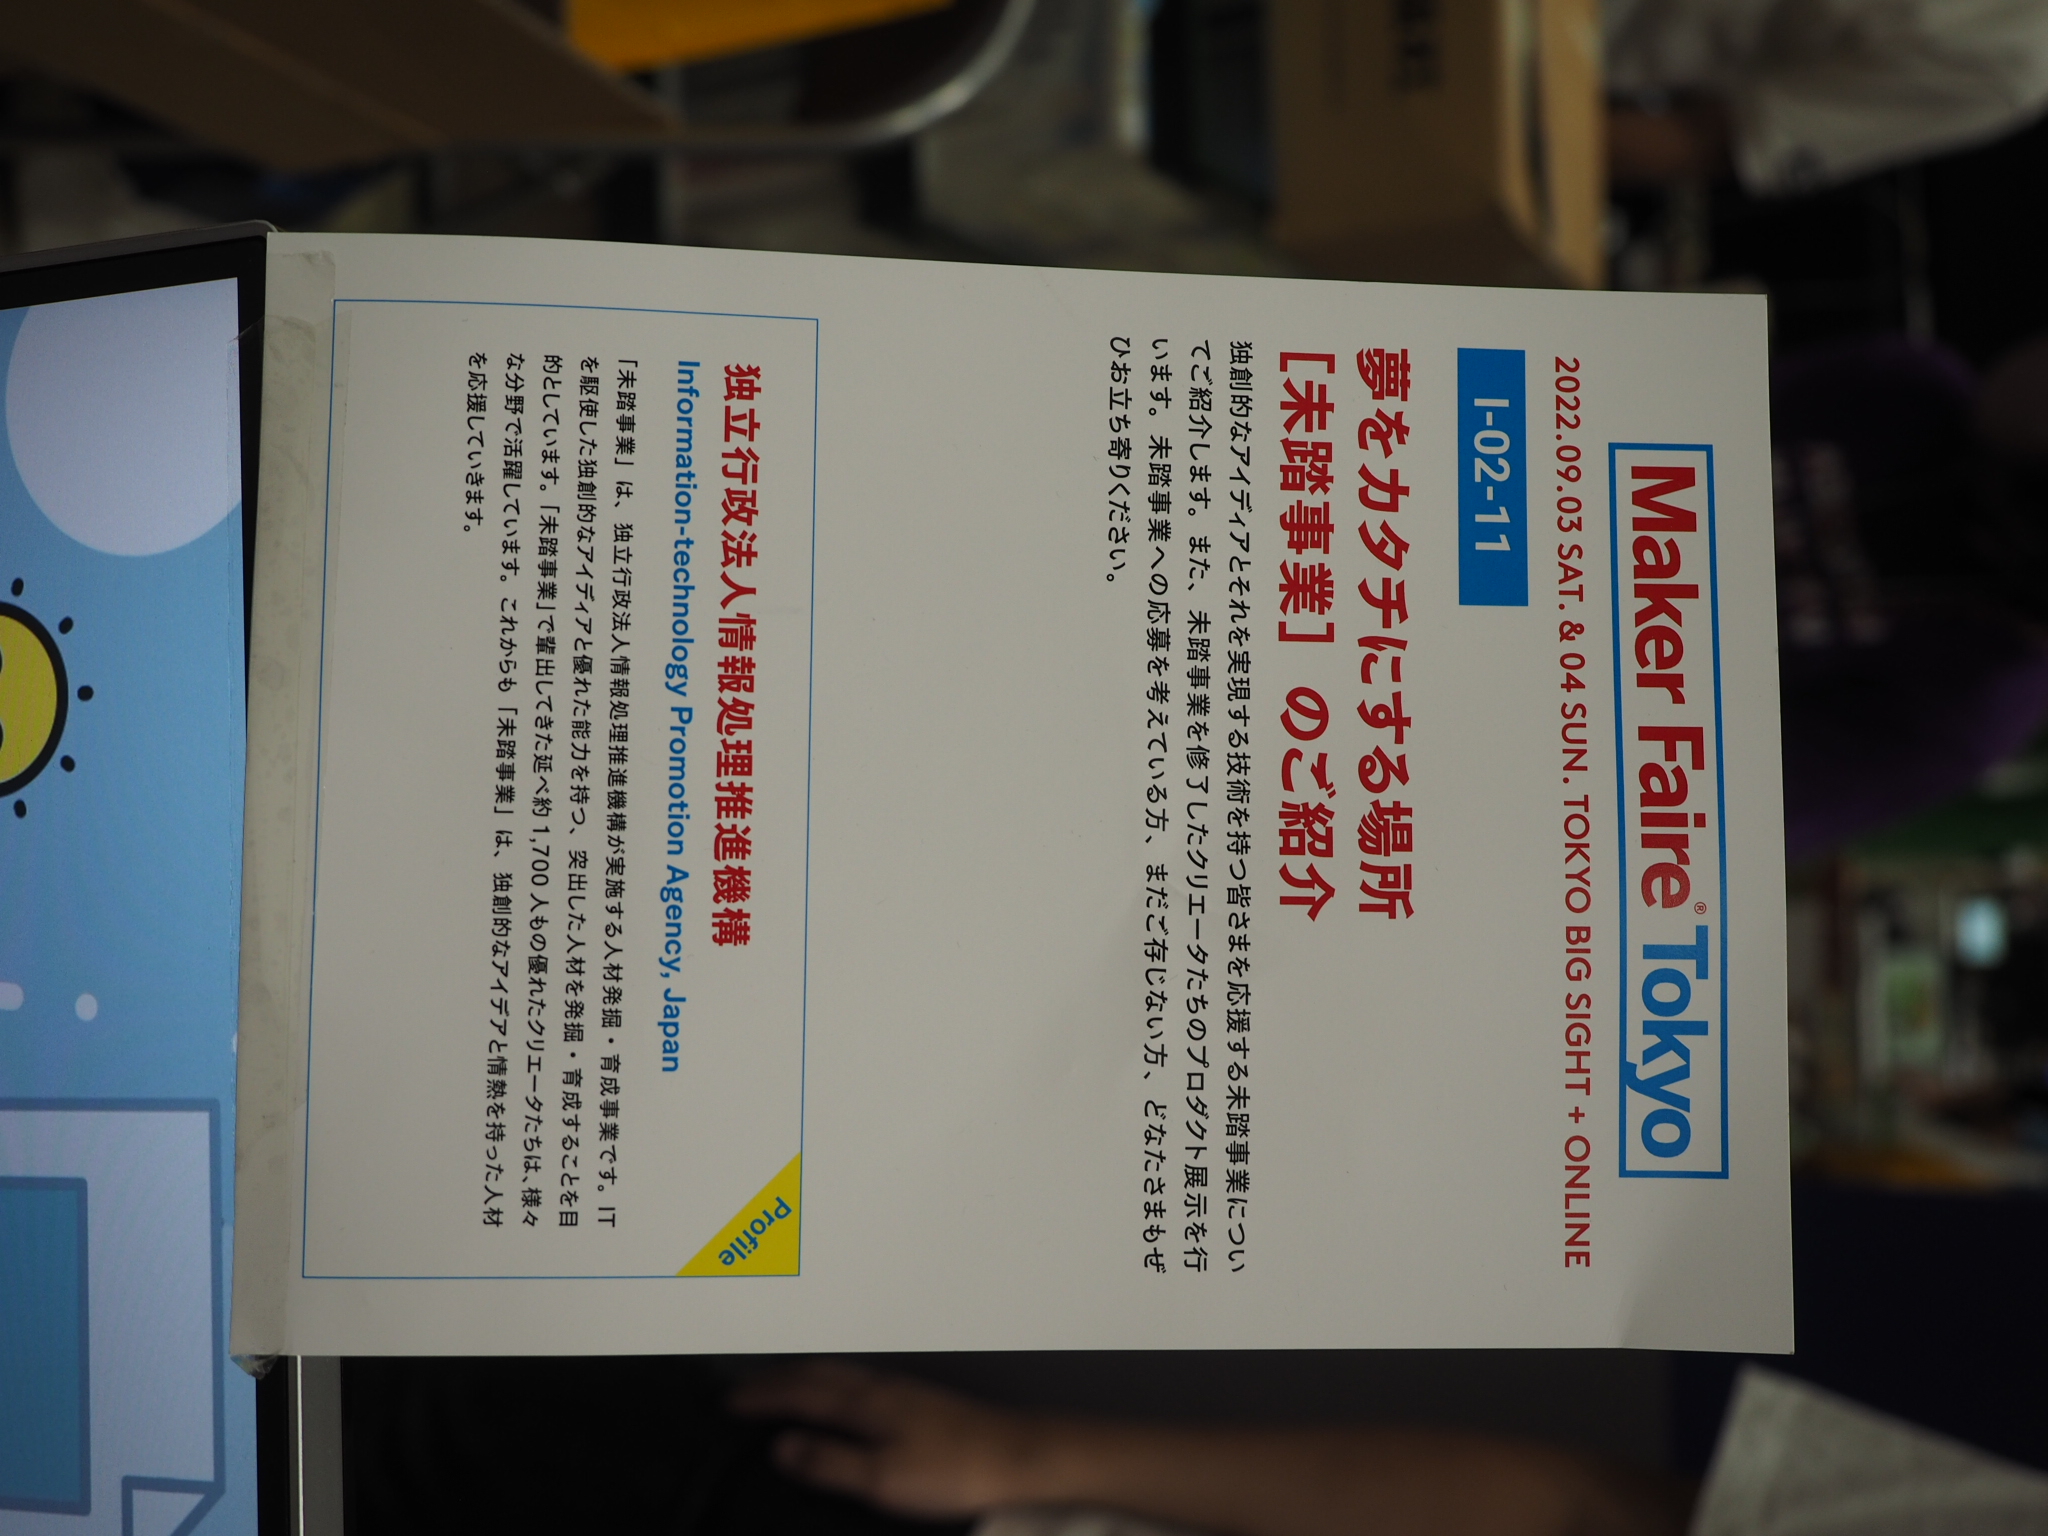 Maker Faire® Tokyo
2022.09.03 SAT. & 04 SUN. TOKYO BIG SIGHT + ONLINE
I-02-11
夢をカタチにする場所
［未踏事業］のご紹介
独創的なアイディアとそれを実現する技術を持つ皆さまを応援する未踏事業につい
てご紹介します。また、未踏事業を修了したクリエータたちのプロダクト展示を行
います。未踏事業への応募を考えている方、まだご存じない方、どなたさまもぜ
ひお立ち寄りください。
Profile
独立行政法人情報処理推進機構
Information-technology Promotion Agency, Japan
「未踏事業」は、独立行政法人情報処理推進機構が実施する人材発掘・育成事業です。IT
を駆使した独創的なアイディアと優れた能力を持つ、突出した人材を発掘・育成することを目
的としています。「未踏事業」で輩出してきた延べ約1,700人もの優れたクリエータたちは、様々
な分野で活躍しています。これからも「未踏事業」は、独創的なアイデアと情熱を持った人材
を応援していきます。